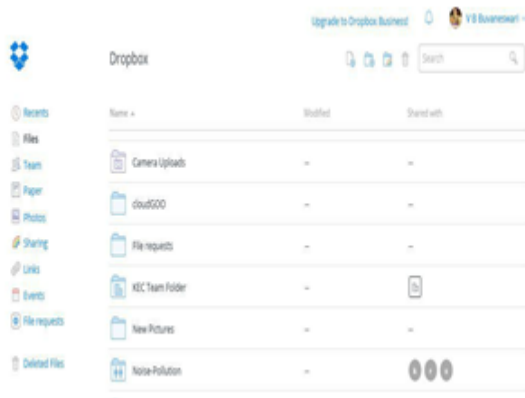 Upgrade to Dropbox Business!
V B Buvaneswari
Dropbox
Search
Recents
Files
Team
Paper
Photos
Sharing
Links
Events
File requests
Deleted Files
Name
Modified
Shared with
Camera Uploads
--
--
cloudGOO
--
--
File requests
--
--
KEC Team Folder
--
New Pictures
--
--
Noise-Pollution
--